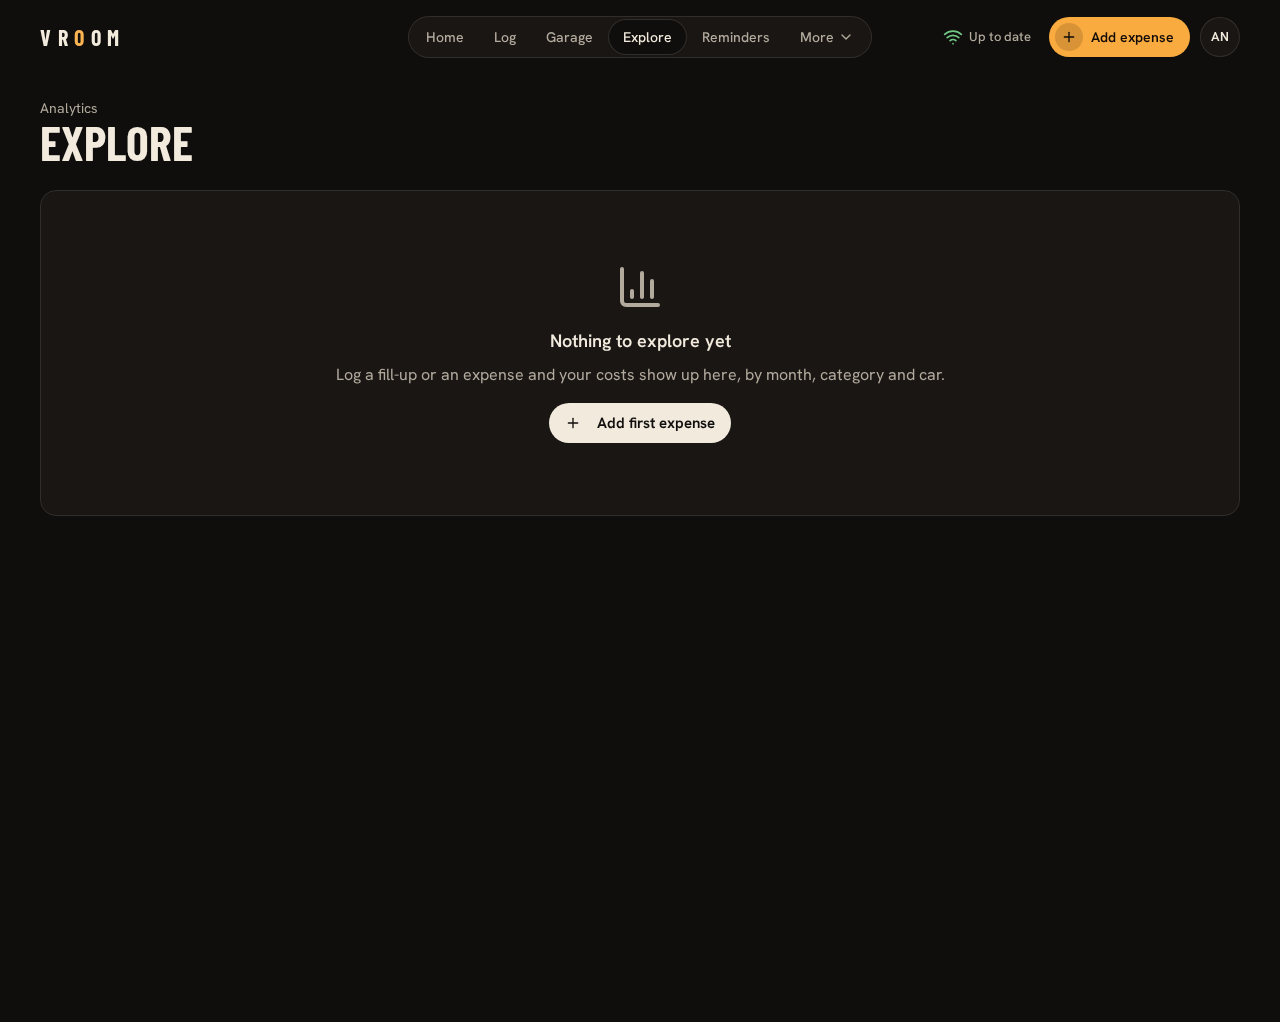 VROOM
Home
Log
Garage
Explore
Reminders
More
Up to date
Add expense
AN
Analytics
EXPLORE
Nothing to explore yet
Log a fill-up or an expense and your costs show up here, by month, category and car.
Add first expense